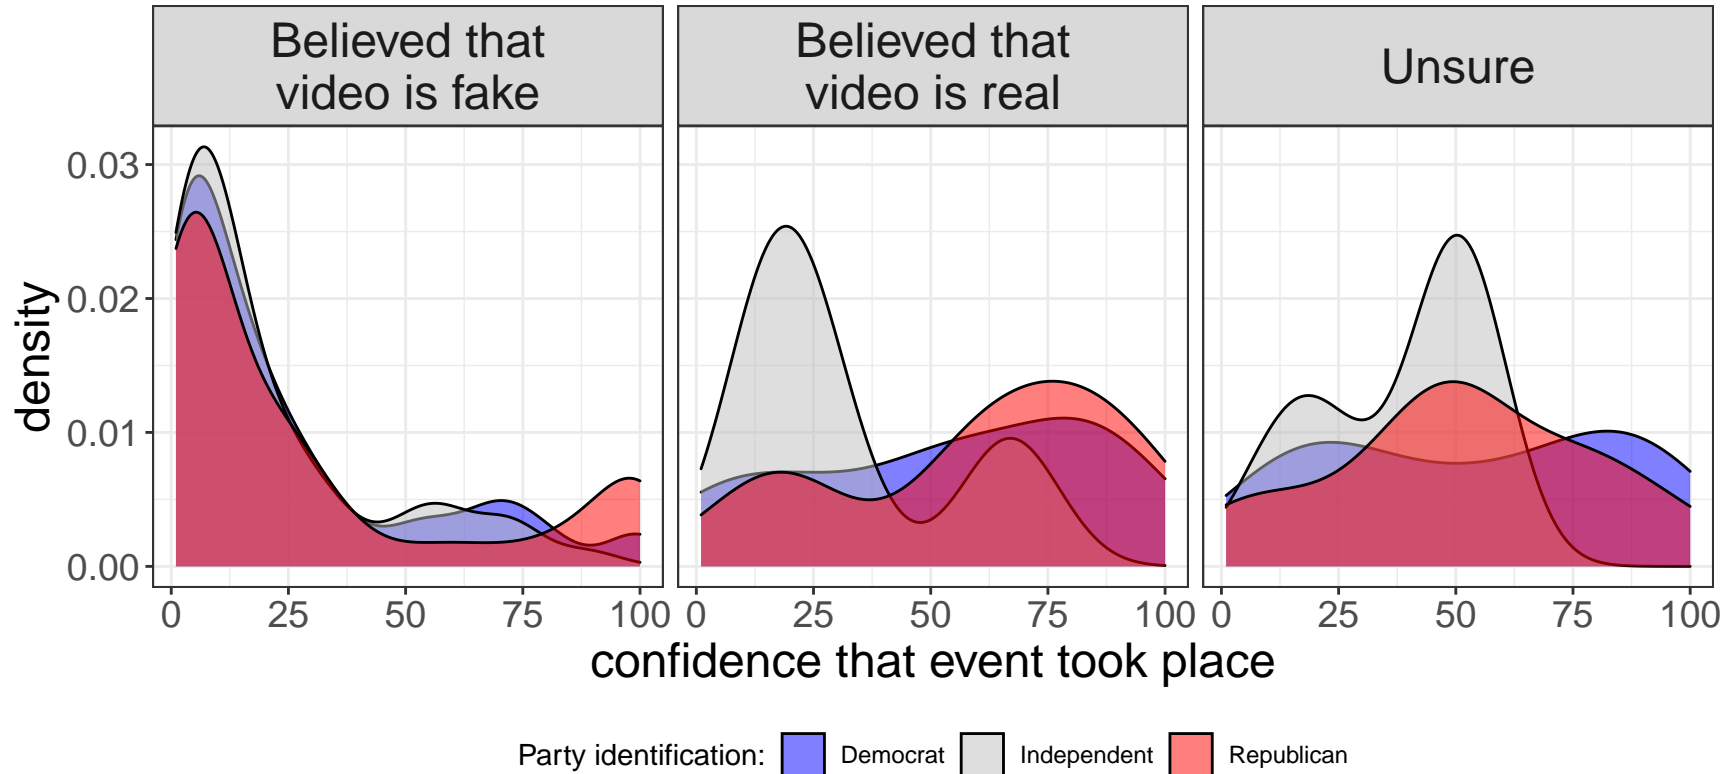 Believed that
video is fake
Believed that
video is real
Unsure
0.03
0.02
0.01
0.00
density
0 25 50 75 100
0 25 50 75 100
0 25 50 75 100
confidence that event took place
Party identification: Democrat Independent Republican